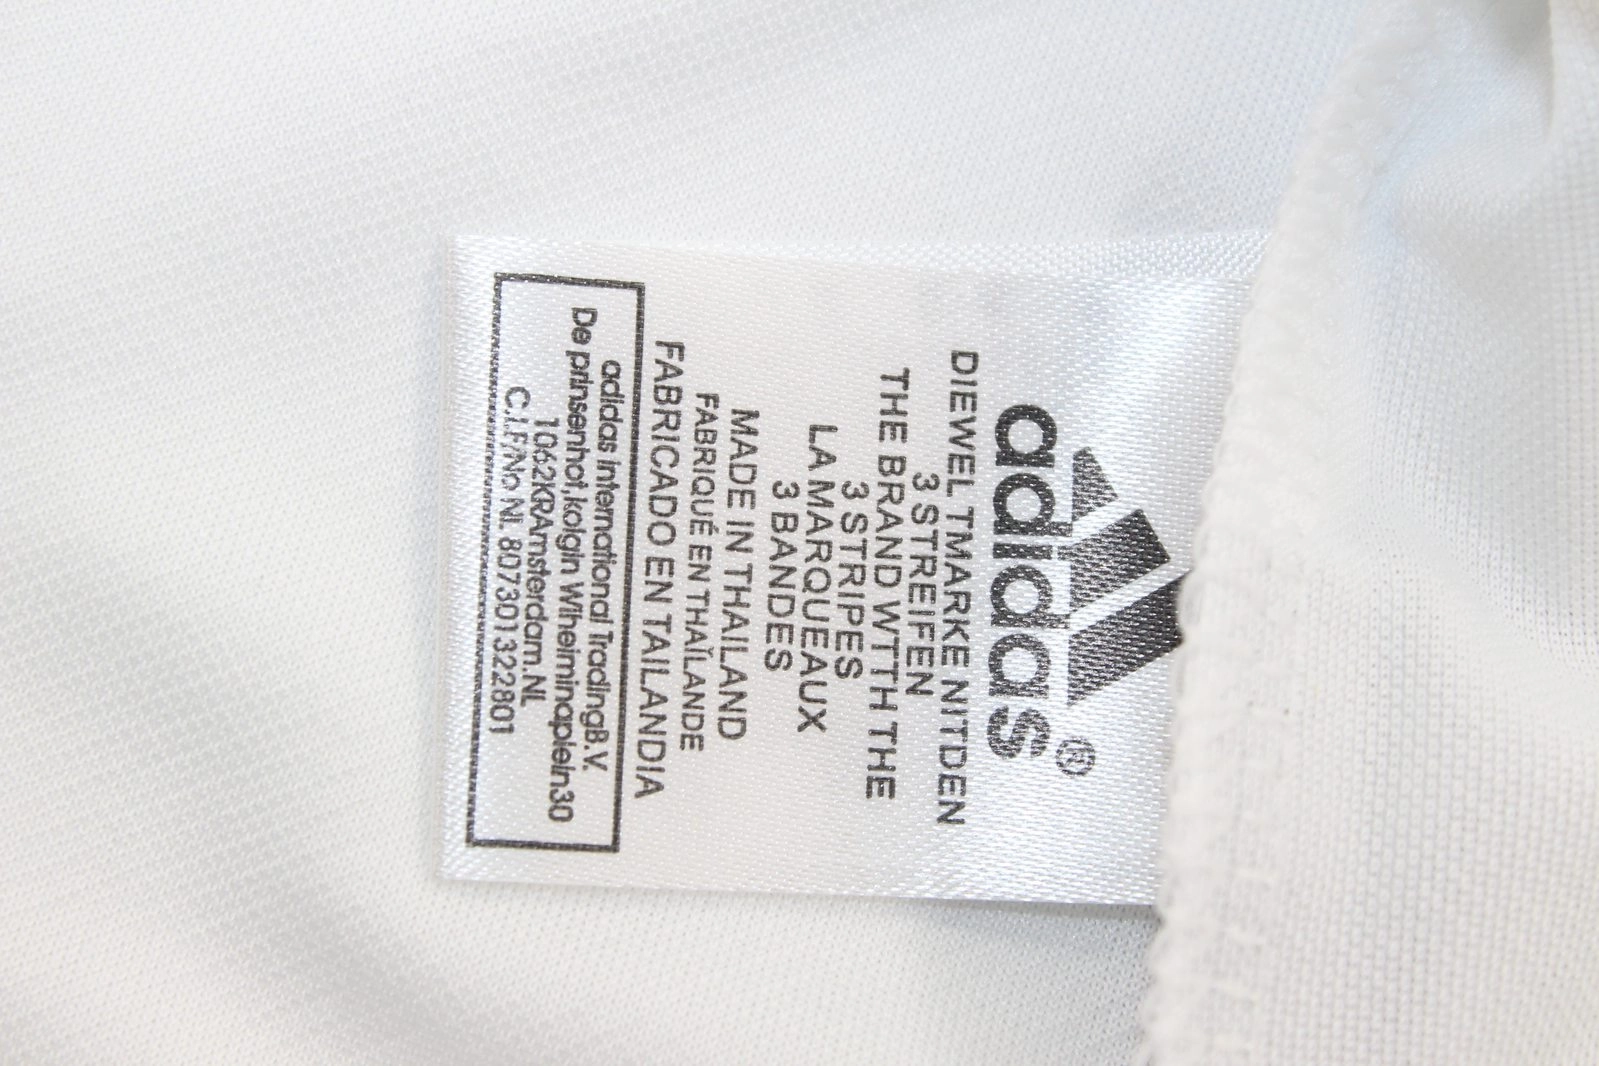 adidas®
DIEWEL TMARKE NITDEN
3 STREIFEN
THE BRAND WTTH THE
3 STRIPES
LA MARQUEAUX
3 BANDES
MADE IN THAILAND
FABRIQUÉ EN THAÏLANDE
FABRICADO EN TAILANDIA
adidas international TradingB.V.
De prinsenhot,kolgin Wiheiminaplein30
1062KRAmsterdam.NL
C.I.F/No NL 807301322801